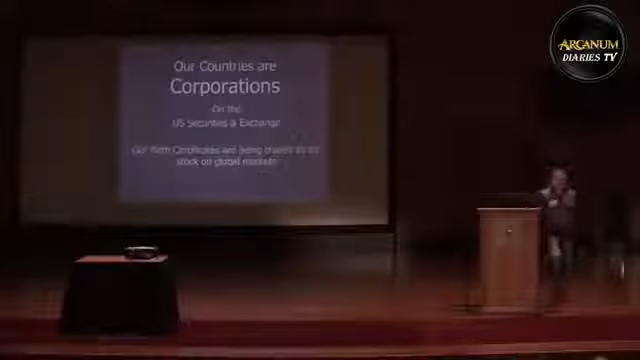 Our Countries are
Corporations
On the
US Securities & Exchange
Our Birth Certificates are being traded as
stock on global markets
ARCANUM
DIARIES TV